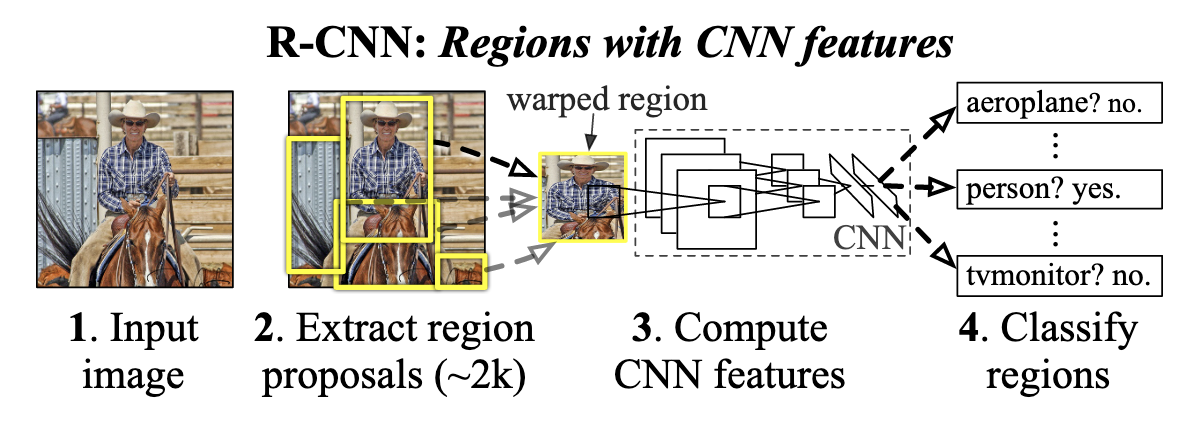 R-CNN: Regions with CNN features
warped region
aeroplane? no.
person? yes.
tvmonitor? no.
CNN
1. Input
image
2. Extract region
proposals (~2k)
3. Compute
CNN features
4. Classify
regions